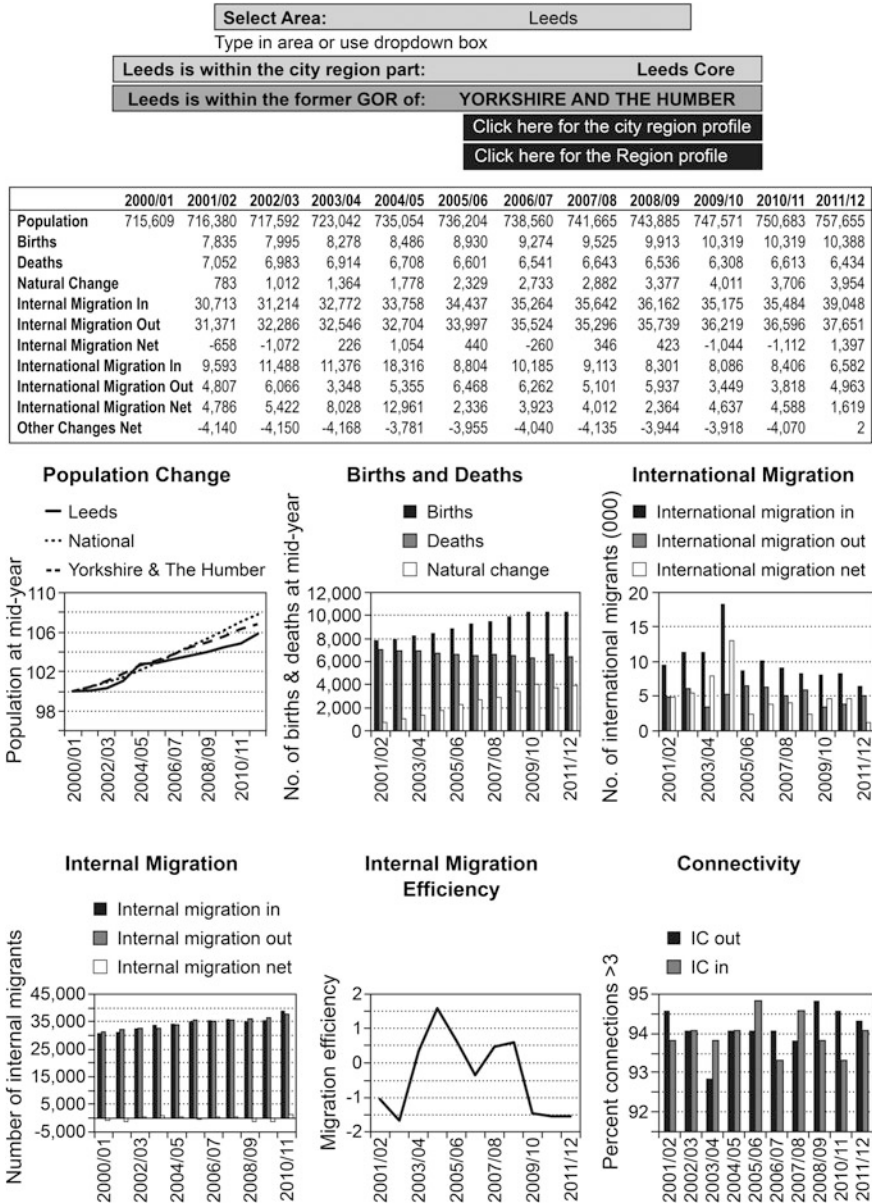 Select Area: Leeds
Type in area or use dropdown box
Leeds is within the city region part: Leeds Core
Leeds is within the former GOR of: YORKSHIRE AND THE HUMBER
Click here for the city region profile
Click here for the Region profile
2000/01 2001/02 2002/03 2003/04 2004/05 2005/06 2006/07 2007/08 2008/09 2009/10 2010/11 2011/12
Population 715,609 716,380 717,592 723,042 735,054 736,204 738,560 741,665 743,885 747,571 750,683 757,655
Births 7,835 7,995 8,278 8,486 8,930 9,274 9,525 9,913 10,319 10,319 10,388
Deaths 7,052 6,983 6,914 6,708 6,601 6,541 6,643 6,536 6,308 6,613 6,434
Natural Change 783 1,012 1,364 1,778 2,329 2,733 2,882 3,377 4,011 3,706 3,954
Internal Migration In 30,713 31,214 32,772 33,758 34,437 35,264 35,642 36,162 35,175 35,484 39,048
Internal Migration Out 31,371 32,286 32,546 32,704 33,997 35,524 35,296 35,739 36,219 36,596 37,651
Internal Migration Net -658 -1,072 226 1,054 440 -260 346 423 -1,044 -1,112 1,397
International Migration In 9,593 11,488 11,376 18,316 8,804 10,185 9,113 8,301 8,086 8,406 6,582
International Migration Out 4,807 6,066 3,348 5,355 6,468 6,262 5,101 5,937 3,449 3,818 4,963
International Migration Net 4,786 5,422 8,028 12,961 2,336 3,923 4,012 2,364 4,637 4,588 1,619
Other Changes Net -4,140 -4,150 -4,168 -3,781 -3,955 -4,040 -4,135 -3,944 -3,918 -4,070 2
Population Change
Leeds
National
Yorkshire & The Humber
Population at mid-year
110
106
102
98
2000/01 2002/03 2004/05 2006/07 2008/09 2010/11
Births and Deaths
Births
Deaths
Natural change
No. of births & deaths at mid-year
12,000
10,000
8,000
6,000
4,000
2,000
0
2001/02 2003/04 2005/06 2007/08 2009/10 2011/12
International Migration
International migration in
International migration out
International migration net
No. of international migrants (000)
20
15
10
5
0
2001/02 2003/04 2005/06 2007/08 2009/10 2011/12
Internal Migration
Internal migration in
Internal migration out
Internal migration net
Number of internal migrants
45,000
35,000
25,000
15,000
5,000
-5,000
2000/01 2002/03 2004/05 2006/07 2008/09 2010/11
Internal Migration
Efficiency
Migration efficiency
2
1
0
-1
-2
2001/02 2003/04 2005/06 2007/08 2009/10 2011/12
Connectivity
IC out
IC in
Percent connections >3
95
94
93
92
2001/02 2002/03 2003/04 2004/05 2005/06 2006/07 2007/08 2008/09 2010/11 2011/12